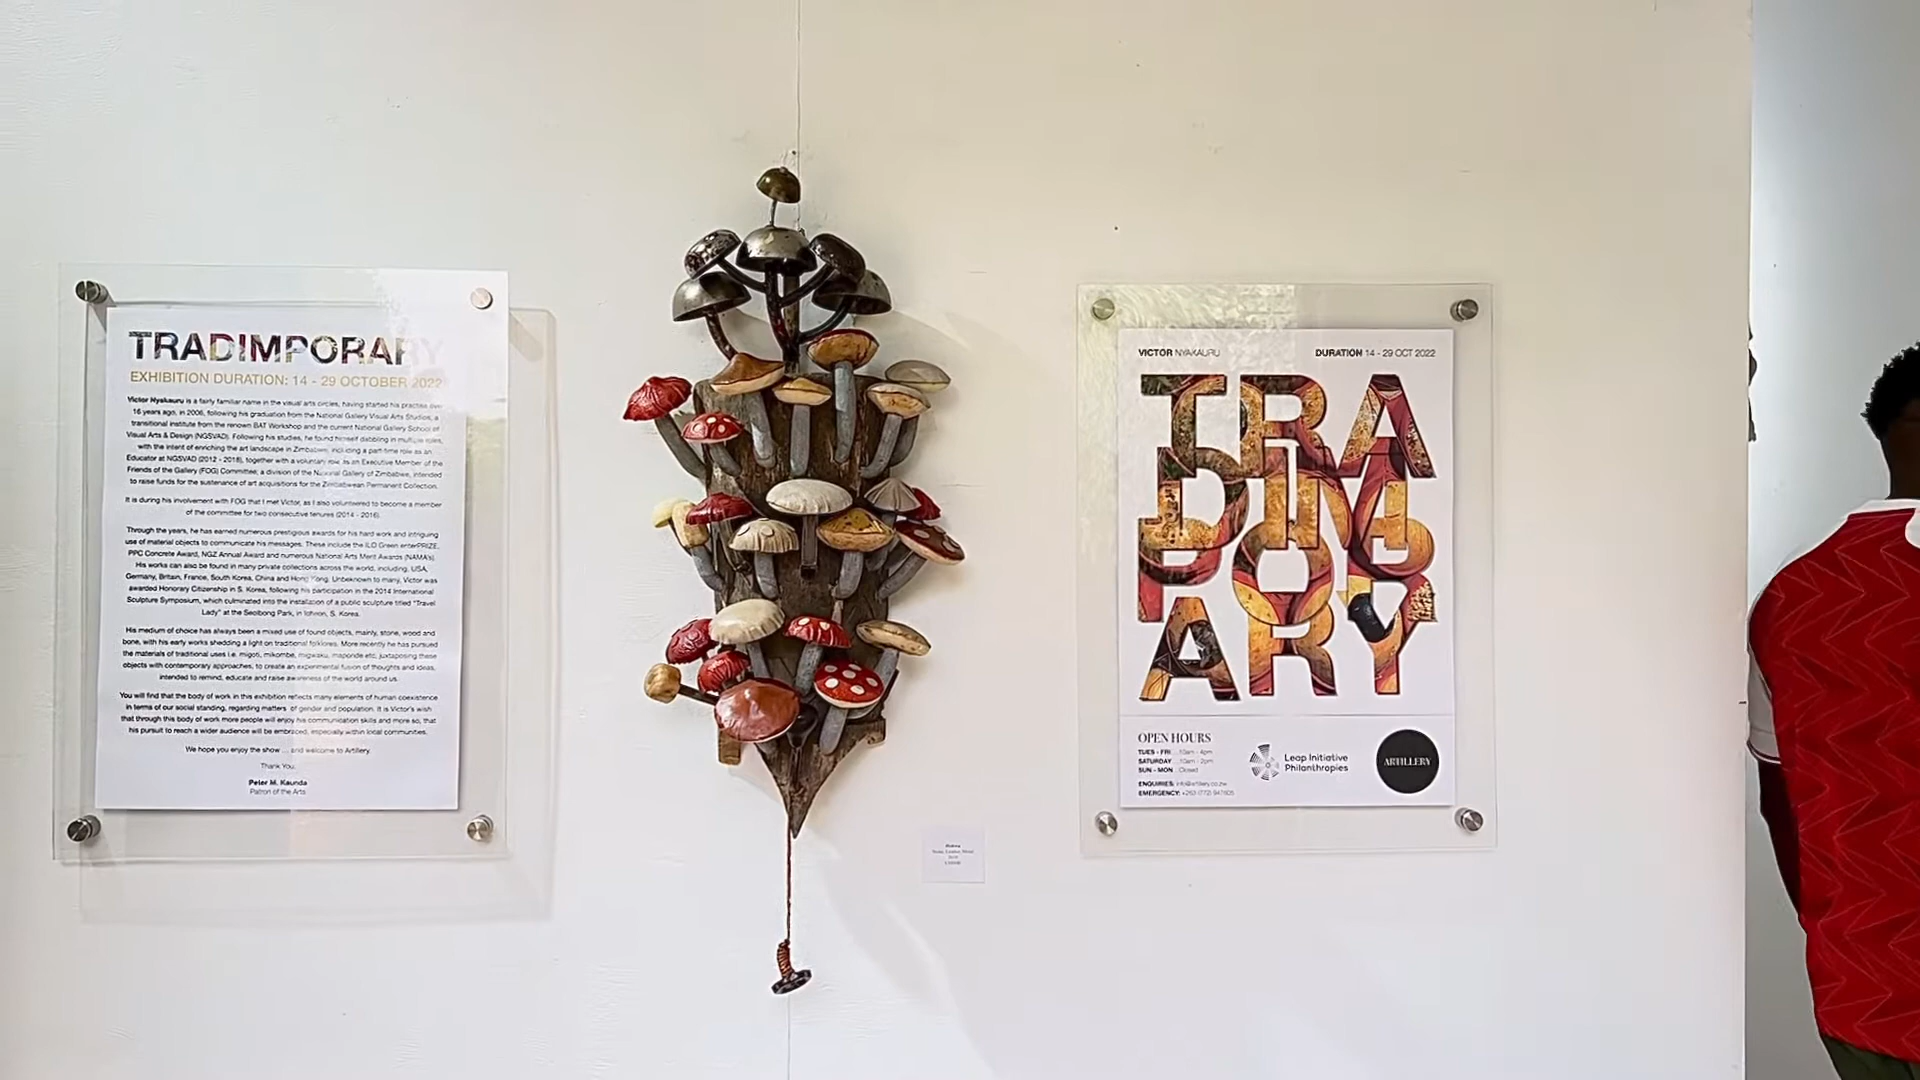 TRADIMPORARY
EXHIBITION DURATION: 14 - 29 OCTOBER 2022
Victor Nyakauru is a fairly familiar name in the visual arts circles, having started his practise over
16 years ago, in 2006, following his graduation from the National Gallery Visual Arts Studios, a
transitional institute from the renown BAT Workshop and the current National Gallery School of
Visual Arts & Design (NGSVAD). Following his studies, he found himself dabbling in multiple roles,
with the intent of enriching the art landscape in Zimbabwe, including a part-time role as an
Educator at NGSVAD (2012 - 2018), together with a voluntary role as an Executive Member of the
Friends of the Gallery (FOG) Committee; a division of the National Gallery of Zimbabwe, intended
to raise funds for the sustenance of art acquisitions for the Zimbabwean Permanent Collection.
It is during his involvement with FOG that I met Victor, as I also volunteered to become a member
of the committee for two consecutive tenures (2014 - 2016).
Through the years, he has earned numerous prestigious awards for his hard work and intriguing
use of material objects to communicate his messages. These include the ILO Green enterPRIZE,
PPC Concrete Award, NGZ Annual Award and numerous National Arts Merit Awards (NAMA's).
His works can also be found in many private collections across the world, including, USA,
Germany, Britain, France, South Korea, China and Hong Kong. Unbeknown to many, Victor was
awarded Honorary Citizenship in S. Korea, following his participation in the 2014 International
Sculpture Symposium, which culminated into the installation of a public sculpture titled "Travel
Lady" at the Seolbong Park, in Icheon, S. Korea.
His medium of choice has always been a mixed use of found objects, mainly, stone, wood and
bone, with his early works shedding a light on traditional folklores. More recently he has pursued
the materials of traditional uses i.e. migoti, mikombe, migwaku, maponde etc, juxtaposing these
objects with contemporary approaches, to create an experimental fusion of thoughts and ideas,
intended to remind, educate and raise awareness of the world around us.
You will find that the body of work in this exhibition reflects many elements of human coexistence
in terms of our social standing, regarding matters of gender and population. It is Victor's wish
that through this body of work more people will enjoy his communication skills and more so, that
his pursuit to reach a wider audience will be embraced, especially within local communities.
We hope you enjoy the show ... and welcome to Artillery.
Thank You.
Peter M. Kaunda
Patron of the Arts
VICTOR NYAKAURU DURATION 14 - 29 OCT 2022
TRA
DIM
POR
ARY
OPEN HOURS
TUES - FRI 10am - 4pm
SATURDAY 10am - 2pm
SUN - MON Closed
ENQUIRIES: info@artillery.co.zw
EMERGENCY:
Leap Initiative
Philanthropies
ARTILLERY